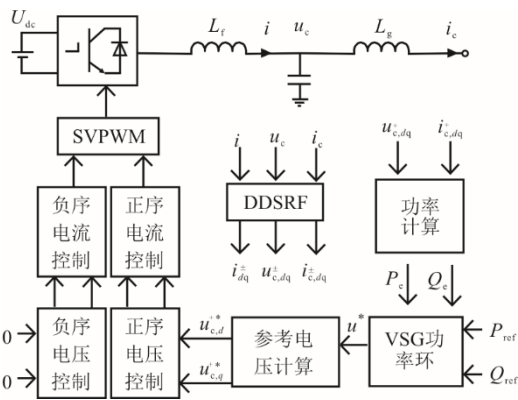 U_dc
L_f
i
u_c
L_g
i_c
SVPWM
负序
电流
控制
正序
电流
控制
i
u_c
i_c
DDSRF
i^±_dq
u^±_c,dq
i^±_c,dq
u^+_c,dq
i^+_c,dq
功率
计算
P_e
Q_e
0
0
负序
电压
控制
正序
电压
控制
u^+*_c,d
u^+*_c,q
参考电
压计算
u*
VSG功
率环
P_ref
Q_ref